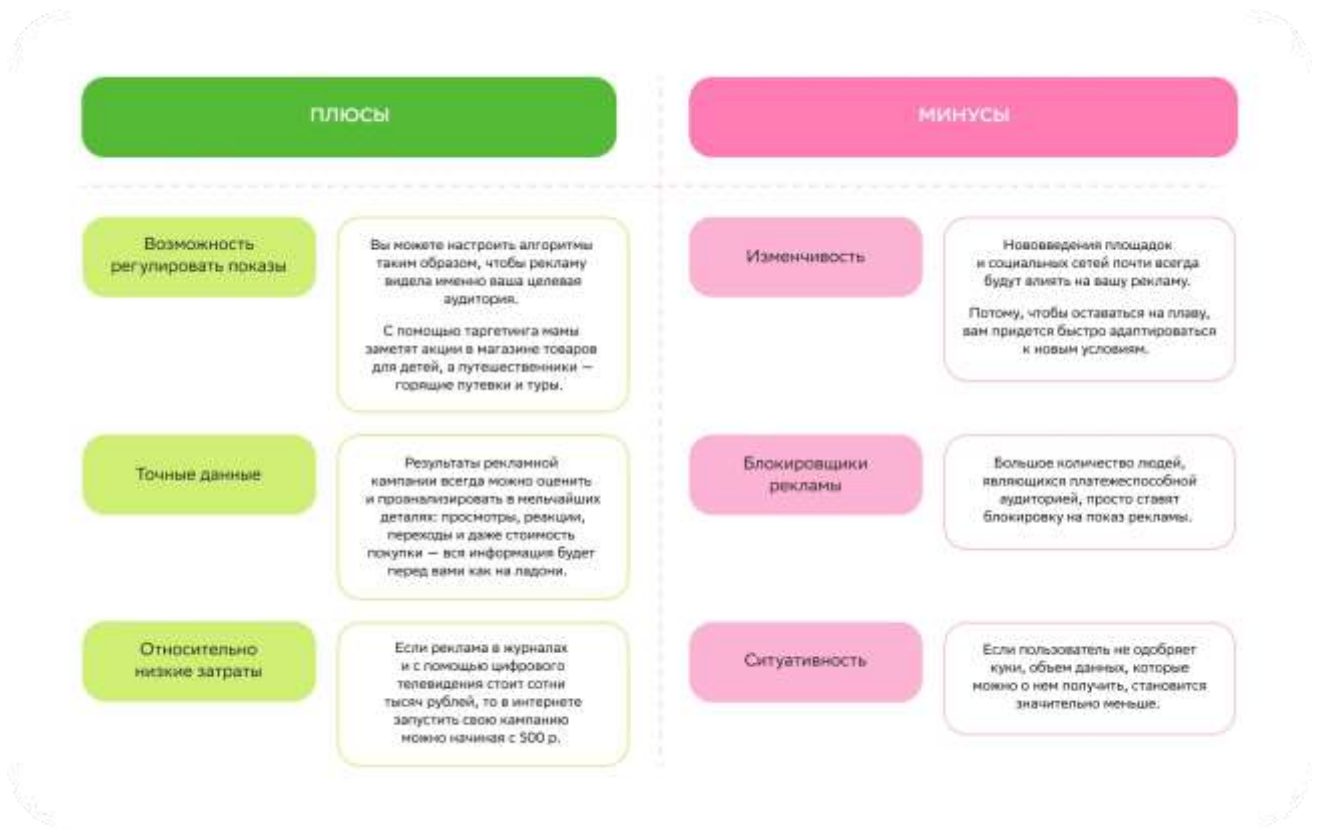 ПЛЮСЫ
Возможность
регулировать показы
Вы можете настроить алгоритмы
таким образом, чтобы рекламу
видела именно ваша целевая
аудитория.
С помощью таргетинга мамы
заметят акции в магазине товаров
для детей, а путешественники —
горящие путевки и туры.
Точные данные
Результаты рекламной
кампании всегда можно оценить
и проанализировать в мельчайших
деталях: просмотры, реакции,
переходы и даже стоимость
покупки — вся информация будет
перед вами как на ладони.
Относительно
низкие затраты
Если реклама в журналах
и с помощью цифрового
телевидения стоит сотни
тысяч рублей, то в интернете
запустить свою кампанию
можно начиная с 500 р.
МИНУСЫ
Изменчивость
Нововведения площадок
и социальных сетей почти всегда
будут влиять на вашу рекламу.
Потому, чтобы оставаться на плаву,
вам придется быстро адаптироваться
к новым условиям.
Блокировщики
рекламы
Большое количество людей,
являющихся платежеспособной
аудиторией, просто ставят
блокировку на показ рекламы.
Ситуативность
Если пользователь не одобряет
куки, объем данных, которые
можно о нем получить, становится
значительно меньше.